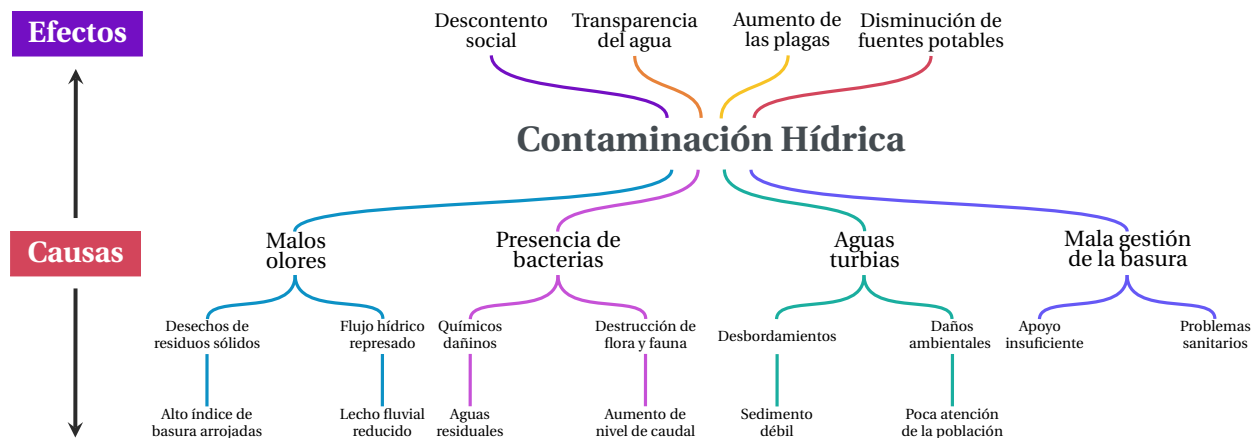 Efectos
Descontento
social
Transparencia
del agua
Aumento de
las plagas
Disminución de
fuentes potables
Contaminación Hídrica
Causas
Malos
olores
Presencia de
bacterias
Aguas
turbias
Mala gestión
de la basura
Desechos de
residuos sólidos
Flujo hídrico
represado
Químicos
dañinos
Destrucción de
flora y fauna
Desbordamientos
Daños
ambientales
Apoyo
insuficiente
Problemas
sanitarios
Alto índice de
basura arrojadas
Lecho fluvial
reducido
Aguas
residuales
Aumento de
nivel de caudal
Sedimento
débil
Poca atención
de la población